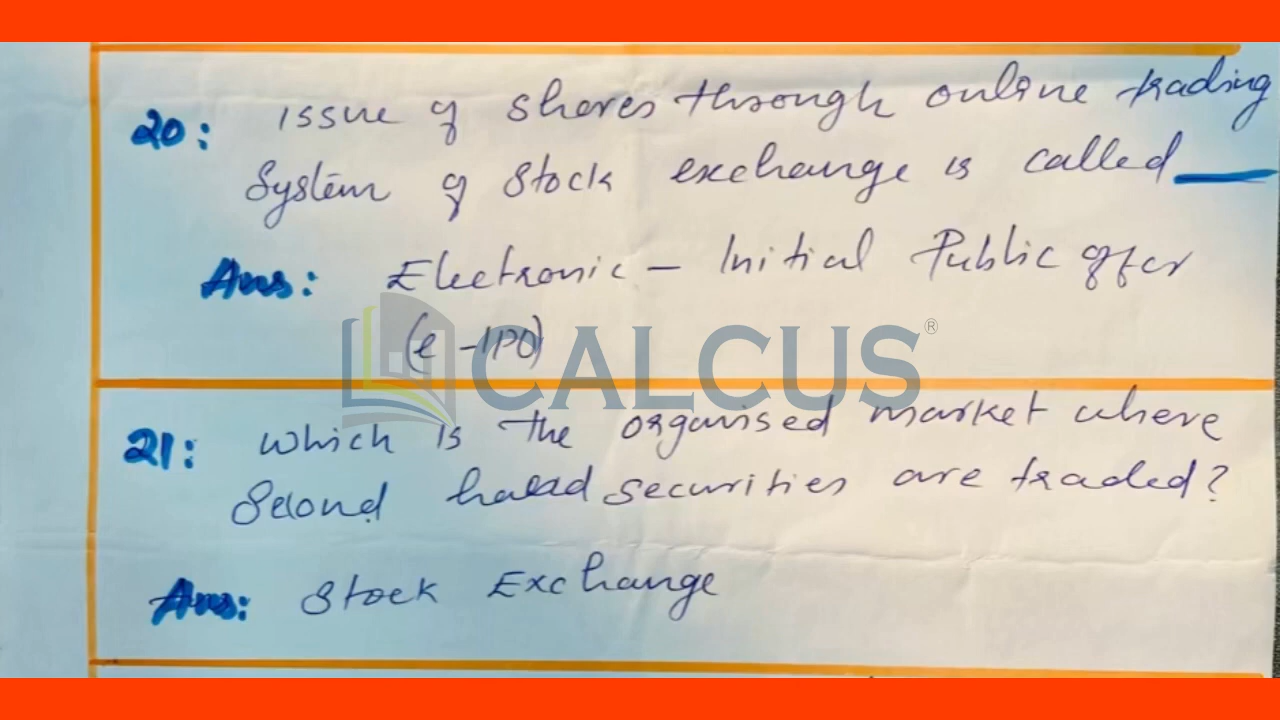 20: Issue of shares through online trading
System of Stock exchange is called
Ans: Electronic - Initial Public offer
(e-IPO)
CALCUS®
21: Which is the organised market where
Second hand securities are traded?
Ans: Stock Exchange